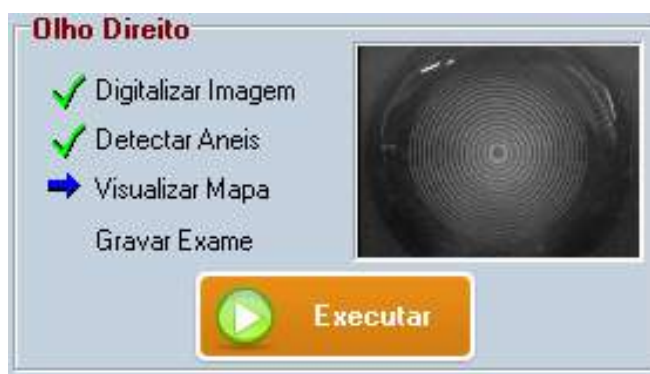 Olho Direito
Digitalizar Imagem
Detectar Aneis
Visualizar Mapa
Gravar Exame
Executar